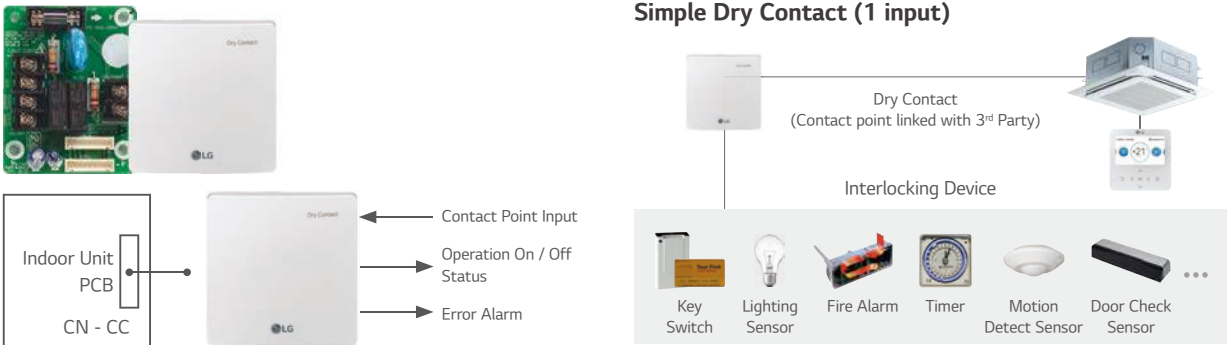 Simple Dry Contact (1 input)
Dry Contact
LG
Dry Contact
(Contact point linked with 3rd Party)
LG
Interlocking Device
Indoor Unit
PCB
CN - CC
Dry Contact
LG
Contact Point Input
Operation On / Off
Status
Error Alarm
Key
Switch
Lighting
Sensor
Fire Alarm
Timer
Motion
Detect Sensor
Door Check
Sensor